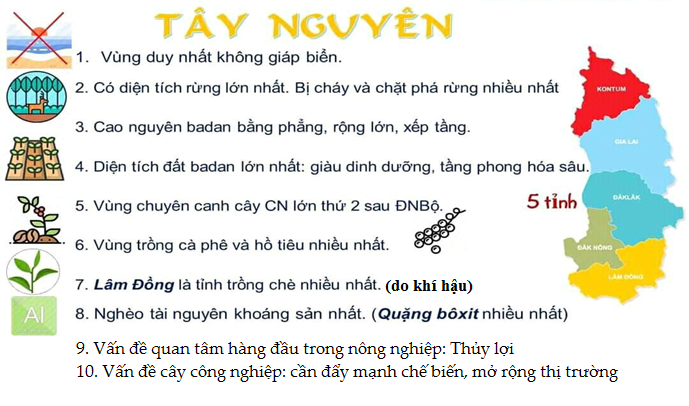 TÂY NGUYÊN
1. Vùng duy nhất không giáp biển.
2. Có diện tích rừng lớn nhất. Bị cháy và chặt phá rừng nhiều nhất
3. Cao nguyên badan bằng phẳng, rộng lớn, xếp tầng.
4. Diện tích đất badan lớn nhất: giàu dinh dưỡng, tầng phong hóa sâu.
5. Vùng chuyên canh cây CN lớn thứ 2 sau ĐNBộ.
6. Vùng trồng cà phê và hồ tiêu nhiều nhất.
7. Lâm Đồng là tỉnh trồng chè nhiều nhất. (do khí hậu)
8. Nghèo tài nguyên khoáng sản nhất. (Quặng bôxit nhiều nhất)
9. Vấn đề quan tâm hàng đầu trong nông nghiệp: Thủy lợi
10. Vấn đề cây công nghiệp: cần đẩy mạnh chế biến, mở rộng thị trường
Al
5 tỉnh
KONTUM
GIA LAI
ĐĂKLĂK
ĐĂK NÔNG
LÂM ĐỒNG